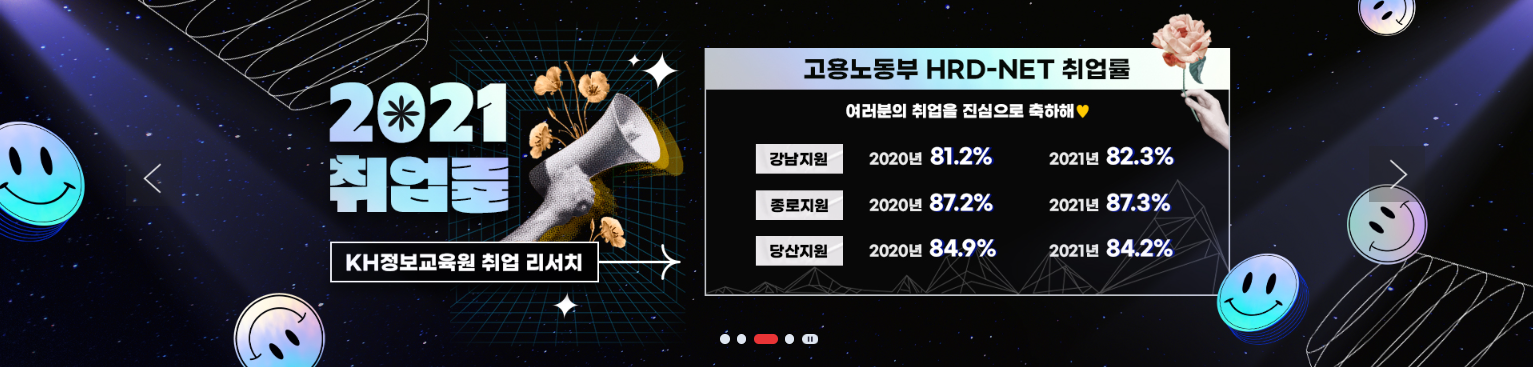 2021
취업률
KH정보교육원 취업 리서치
고용노동부 HRD-NET 취업률
여러분의 취업을 진심으로 축하해
강남지원 2020년 81.2% 2021년 82.3%
종로지원 2020년 87.2% 2021년 87.3%
당산지원 2020년 84.9% 2021년 84.2%